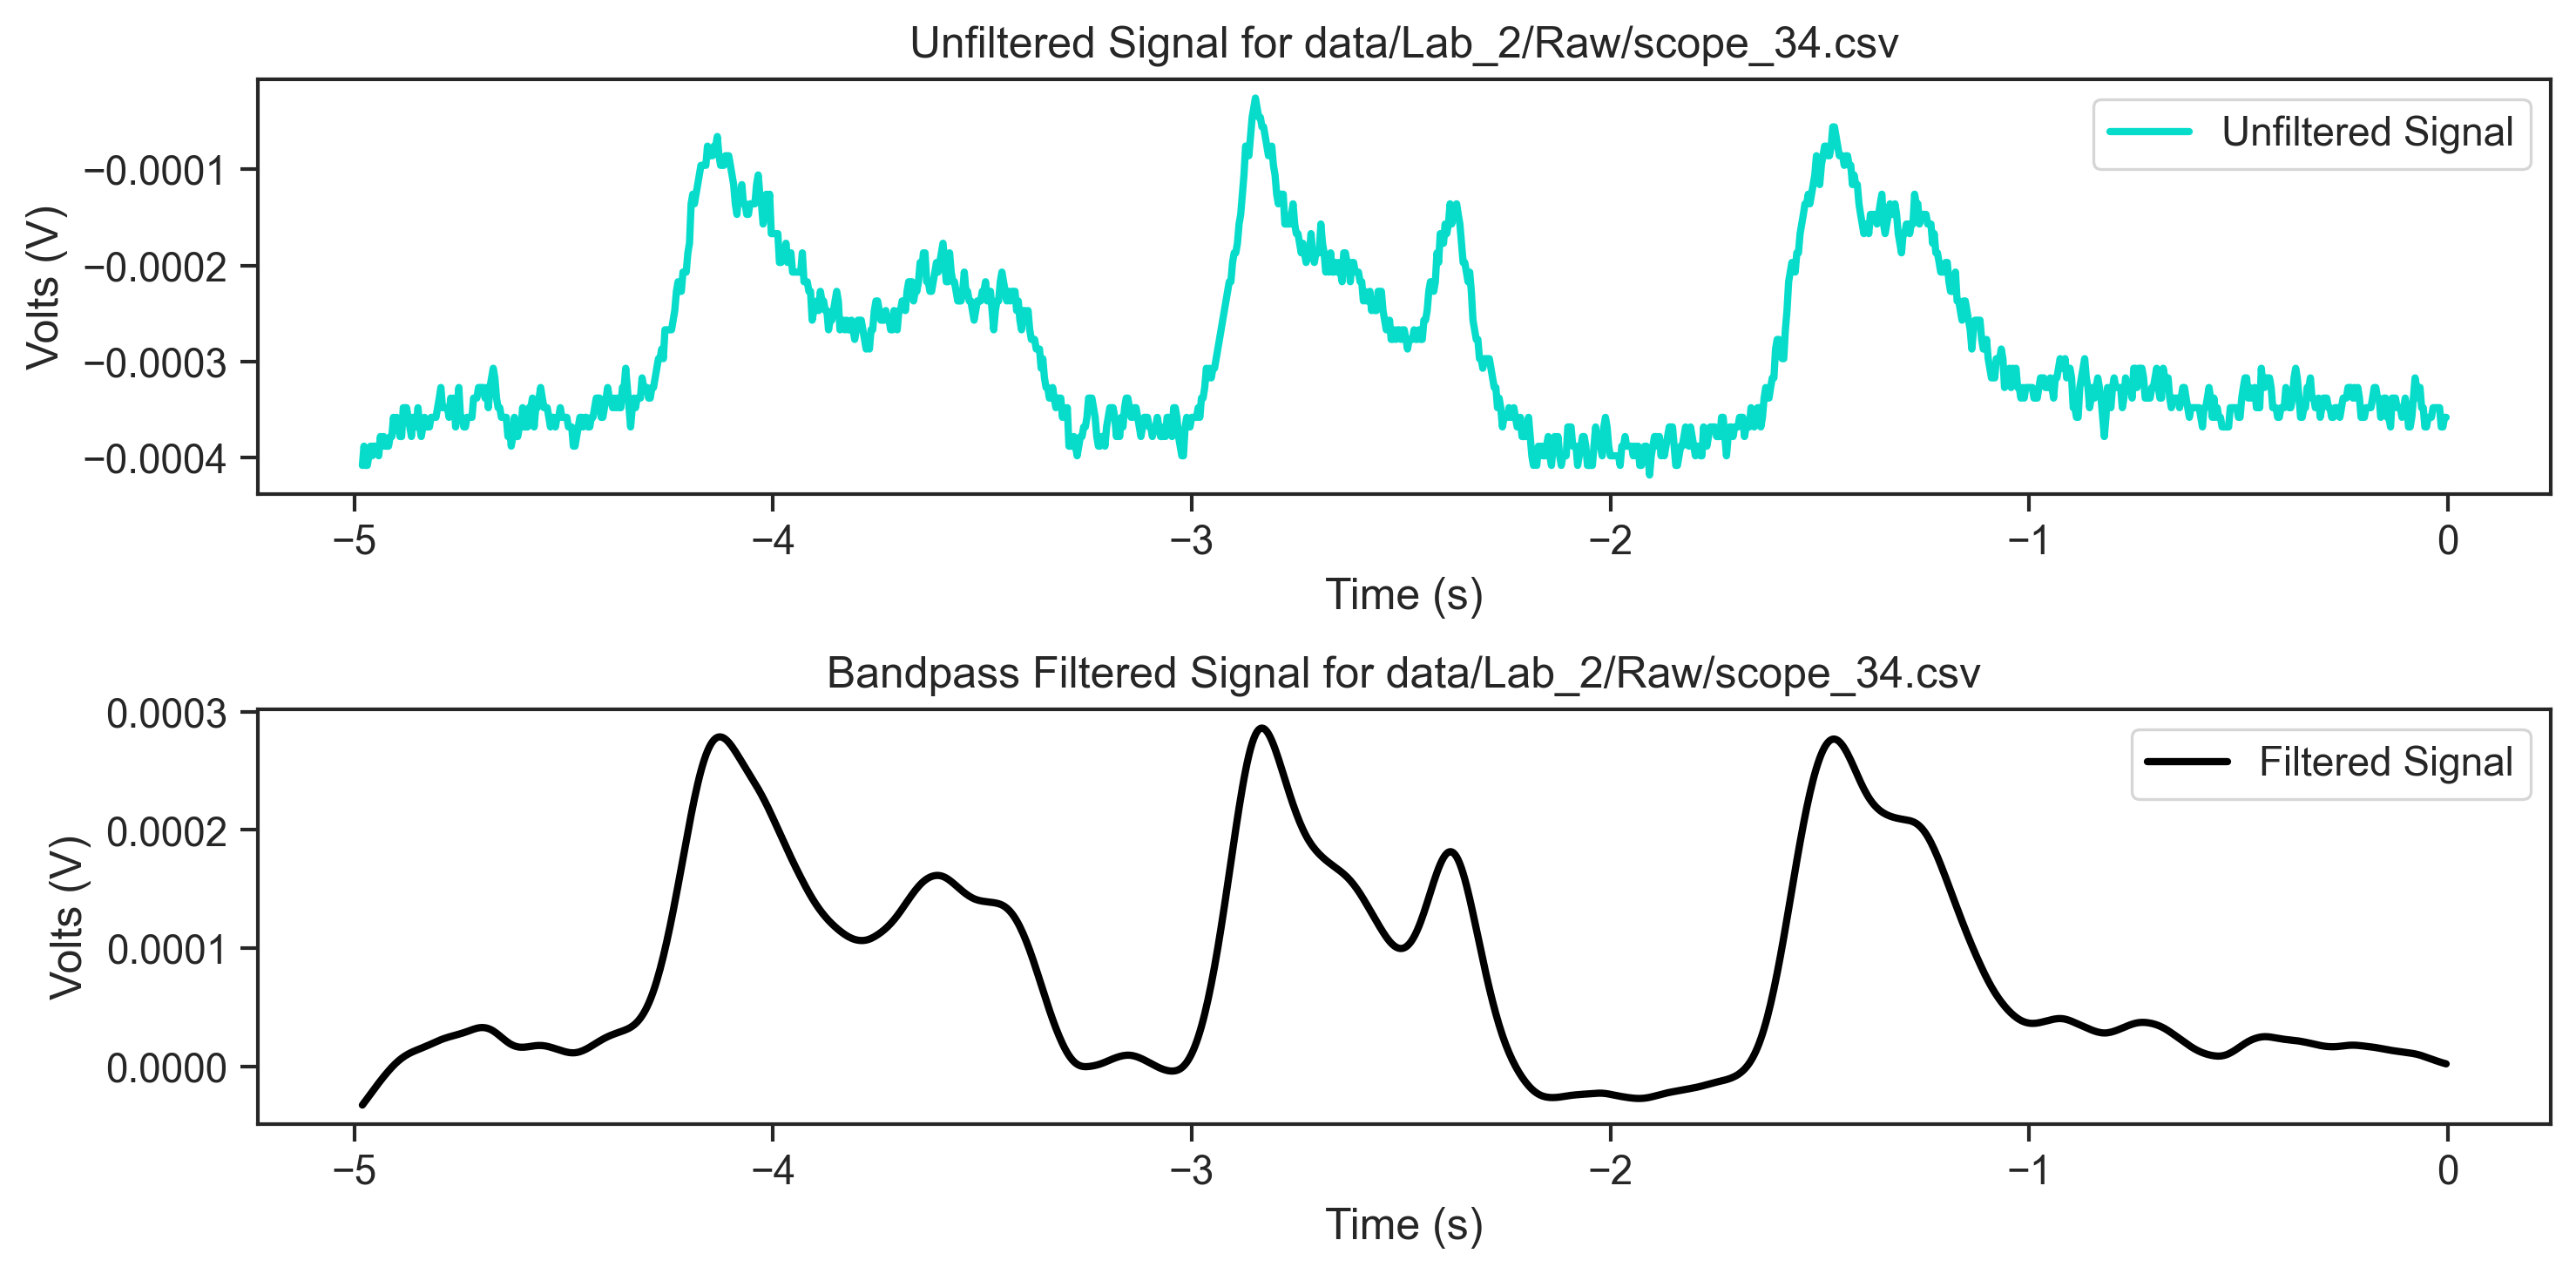 Unfiltered Signal for data/Lab_2/Raw/scope_34.csv
Unfiltered Signal
Volts (V)
−0.0001
−0.0002
−0.0003
−0.0004
−5 −4 −3 −2 −1 0
Time (s)
Bandpass Filtered Signal for data/Lab_2/Raw/scope_34.csv
Filtered Signal
Volts (V)
0.0003
0.0002
0.0001
0.0000
−5 −4 −3 −2 −1 0
Time (s)